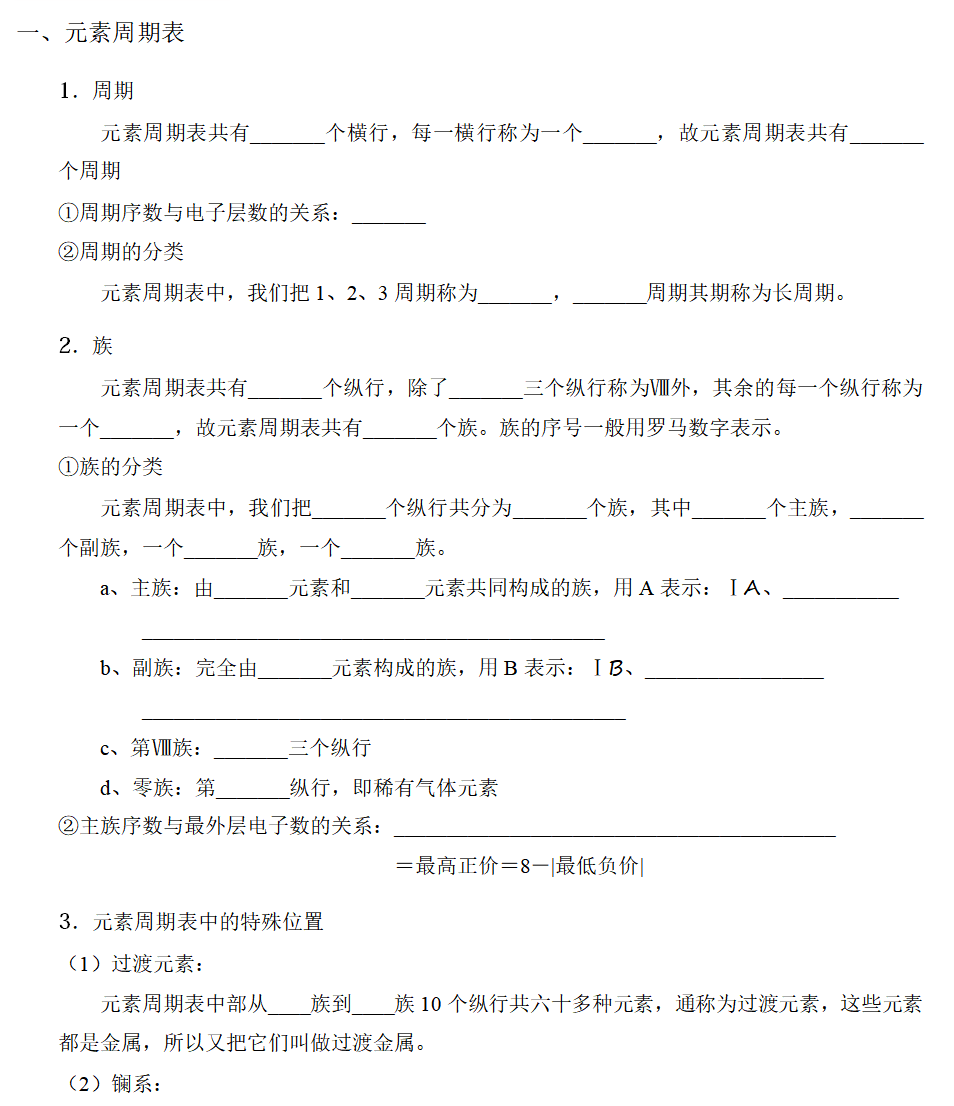 一、元素周期表
1．周期
元素周期表共有_______个横行，每一横行称为一个_______，故元素周期表共有_______
个周期
①周期序数与电子层数的关系：_______
②周期的分类
元素周期表中，我们把 1、2、3 周期称为_______，_______周期其期称为长周期。
2．族
元素周期表共有_______个纵行，除了_______三个纵行称为Ⅷ外，其余的每一个纵行称为
一个_______，故元素周期表共有_______个族。族的序号一般用罗马数字表示。
①族的分类
元素周期表中，我们把_______个纵行共分为_______个族，其中_______个主族，_______
个副族，一个_______族，一个_______族。
a、主族：由_______元素和_______元素共同构成的族，用 A 表示：ⅠA、___________
____________________________________________
b、副族：完全由_______元素构成的族，用 B 表示：ⅠB、_________________
______________________________________________
c、第Ⅷ族：_______三个纵行
d、零族：第_______纵行，即稀有气体元素
②主族序数与最外层电子数的关系：__________________________________________
＝最高正价＝8－|最低负价|
3．元素周期表中的特殊位置
（1）过渡元素：
元素周期表中部从____族到____族 10 个纵行共六十多种元素，通称为过渡元素，这些元素
都是金属，所以又把它们叫做过渡金属。
（2）镧系：